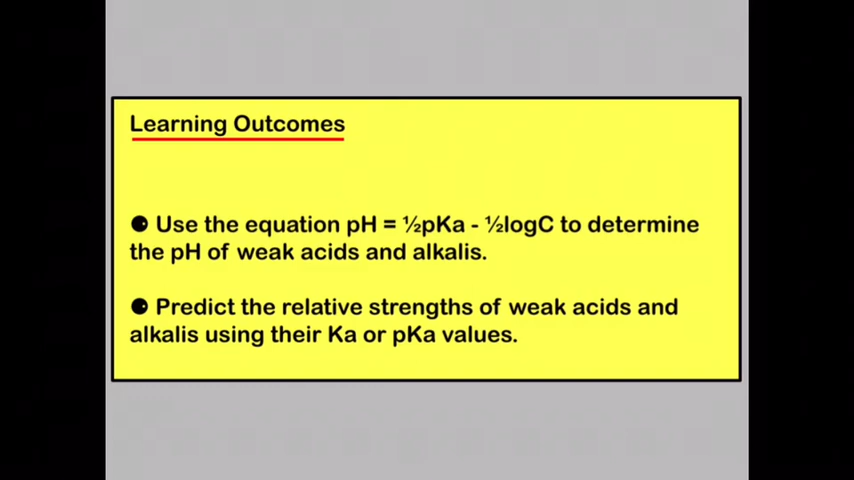 Learning Outcomes
● Use the equation pH = ½pKa - ½logC to determine
the pH of weak acids and alkalis.
● Predict the relative strengths of weak acids and
alkalis using their Ka or pKa values.